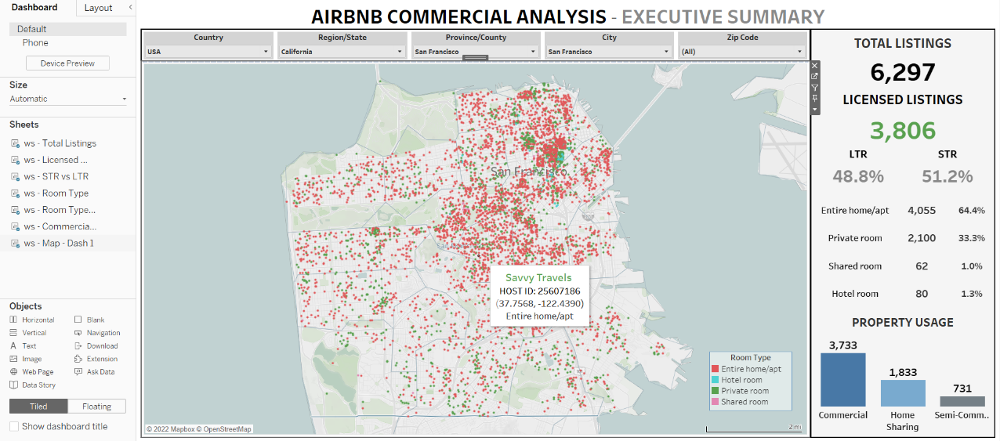 Dashboard Layout
Default
Phone
Device Preview
Size
Automatic
Sheets
ws - Total Listings
ws - Licensed ...
ws - STR vs LTR
ws - Room Type
ws - Room Type...
ws - Commercia...
ws - Map - Dash 1
Objects
Horizontal Blank
Vertical Navigation
Text Download
Image Extension
Web Page Ask Data
Data Story
Tiled Floating
Show dashboard title
AIRBNB COMMERCIAL ANALYSIS - EXECUTIVE SUMMARY
Country Region/State Province/County City Zip Code
USA California San Francisco San Francisco (All)
San Francisco
Savvy Travels
HOST ID: 25607186
(37.7568, -122.4390)
Entire home/apt
Room Type
Entire home/apt
Hotel room
Private room
Shared room
© 2022 Mapbox © OpenStreetMap
2 mi
TOTAL LISTINGS
6,297
LICENSED LISTINGS
3,806
LTR STR
48.8% 51.2%
Entire home/apt 4,055 64.4%
Private room 2,100 33.3%
Shared room 62 1.0%
Hotel room 80 1.3%
PROPERTY USAGE
3,733
1,833
731
Commercial Home Semi-Comm..
Sharing